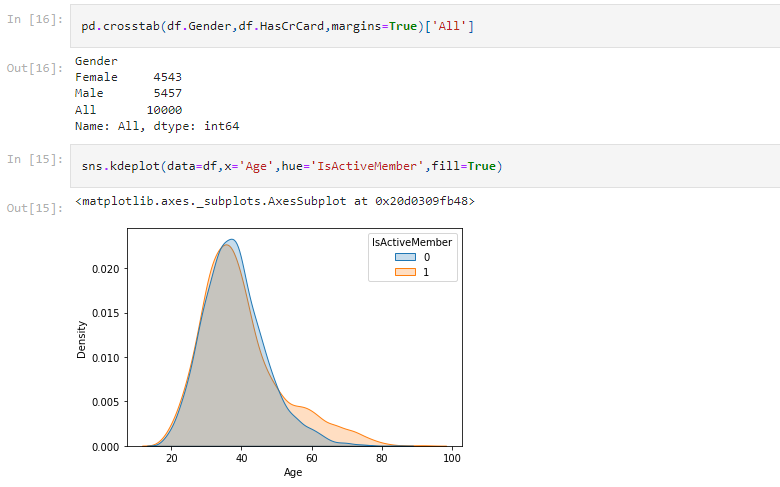 In [16]: pd.crosstab(df.Gender,df.HasCrCard,margins=True)['All']
Out[16]: Gender
Female 4543
Male 5457
All 10000
Name: All, dtype: int64
In [15]: sns.kdeplot(data=df,x='Age',hue='IsActiveMember',fill=True)
Out[15]: <matplotlib.axes._subplots.AxesSubplot at 0x20d0309fb48>
IsActiveMember
0
1
0.020
0.015
0.010
0.005
0.000
Density
20 40 60 80 100
Age